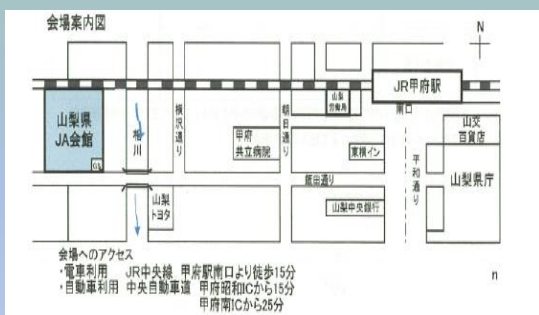 会場案内図
N
JR甲府駅
南口
山梨県
JA会館
相川
横沢通り
朝日通り
山梨
労働局
山交
百貨店
甲府
共立病院
東横イン
飯田通り
平和通り
山梨県庁
山梨
トヨタ
山梨中央銀行
会場へのアクセス
・電車利用 JR中央線 甲府駅南口より徒歩15分
・自動車利用 中央自動車道 甲府昭和ICから15分
甲府南ICから25分
n